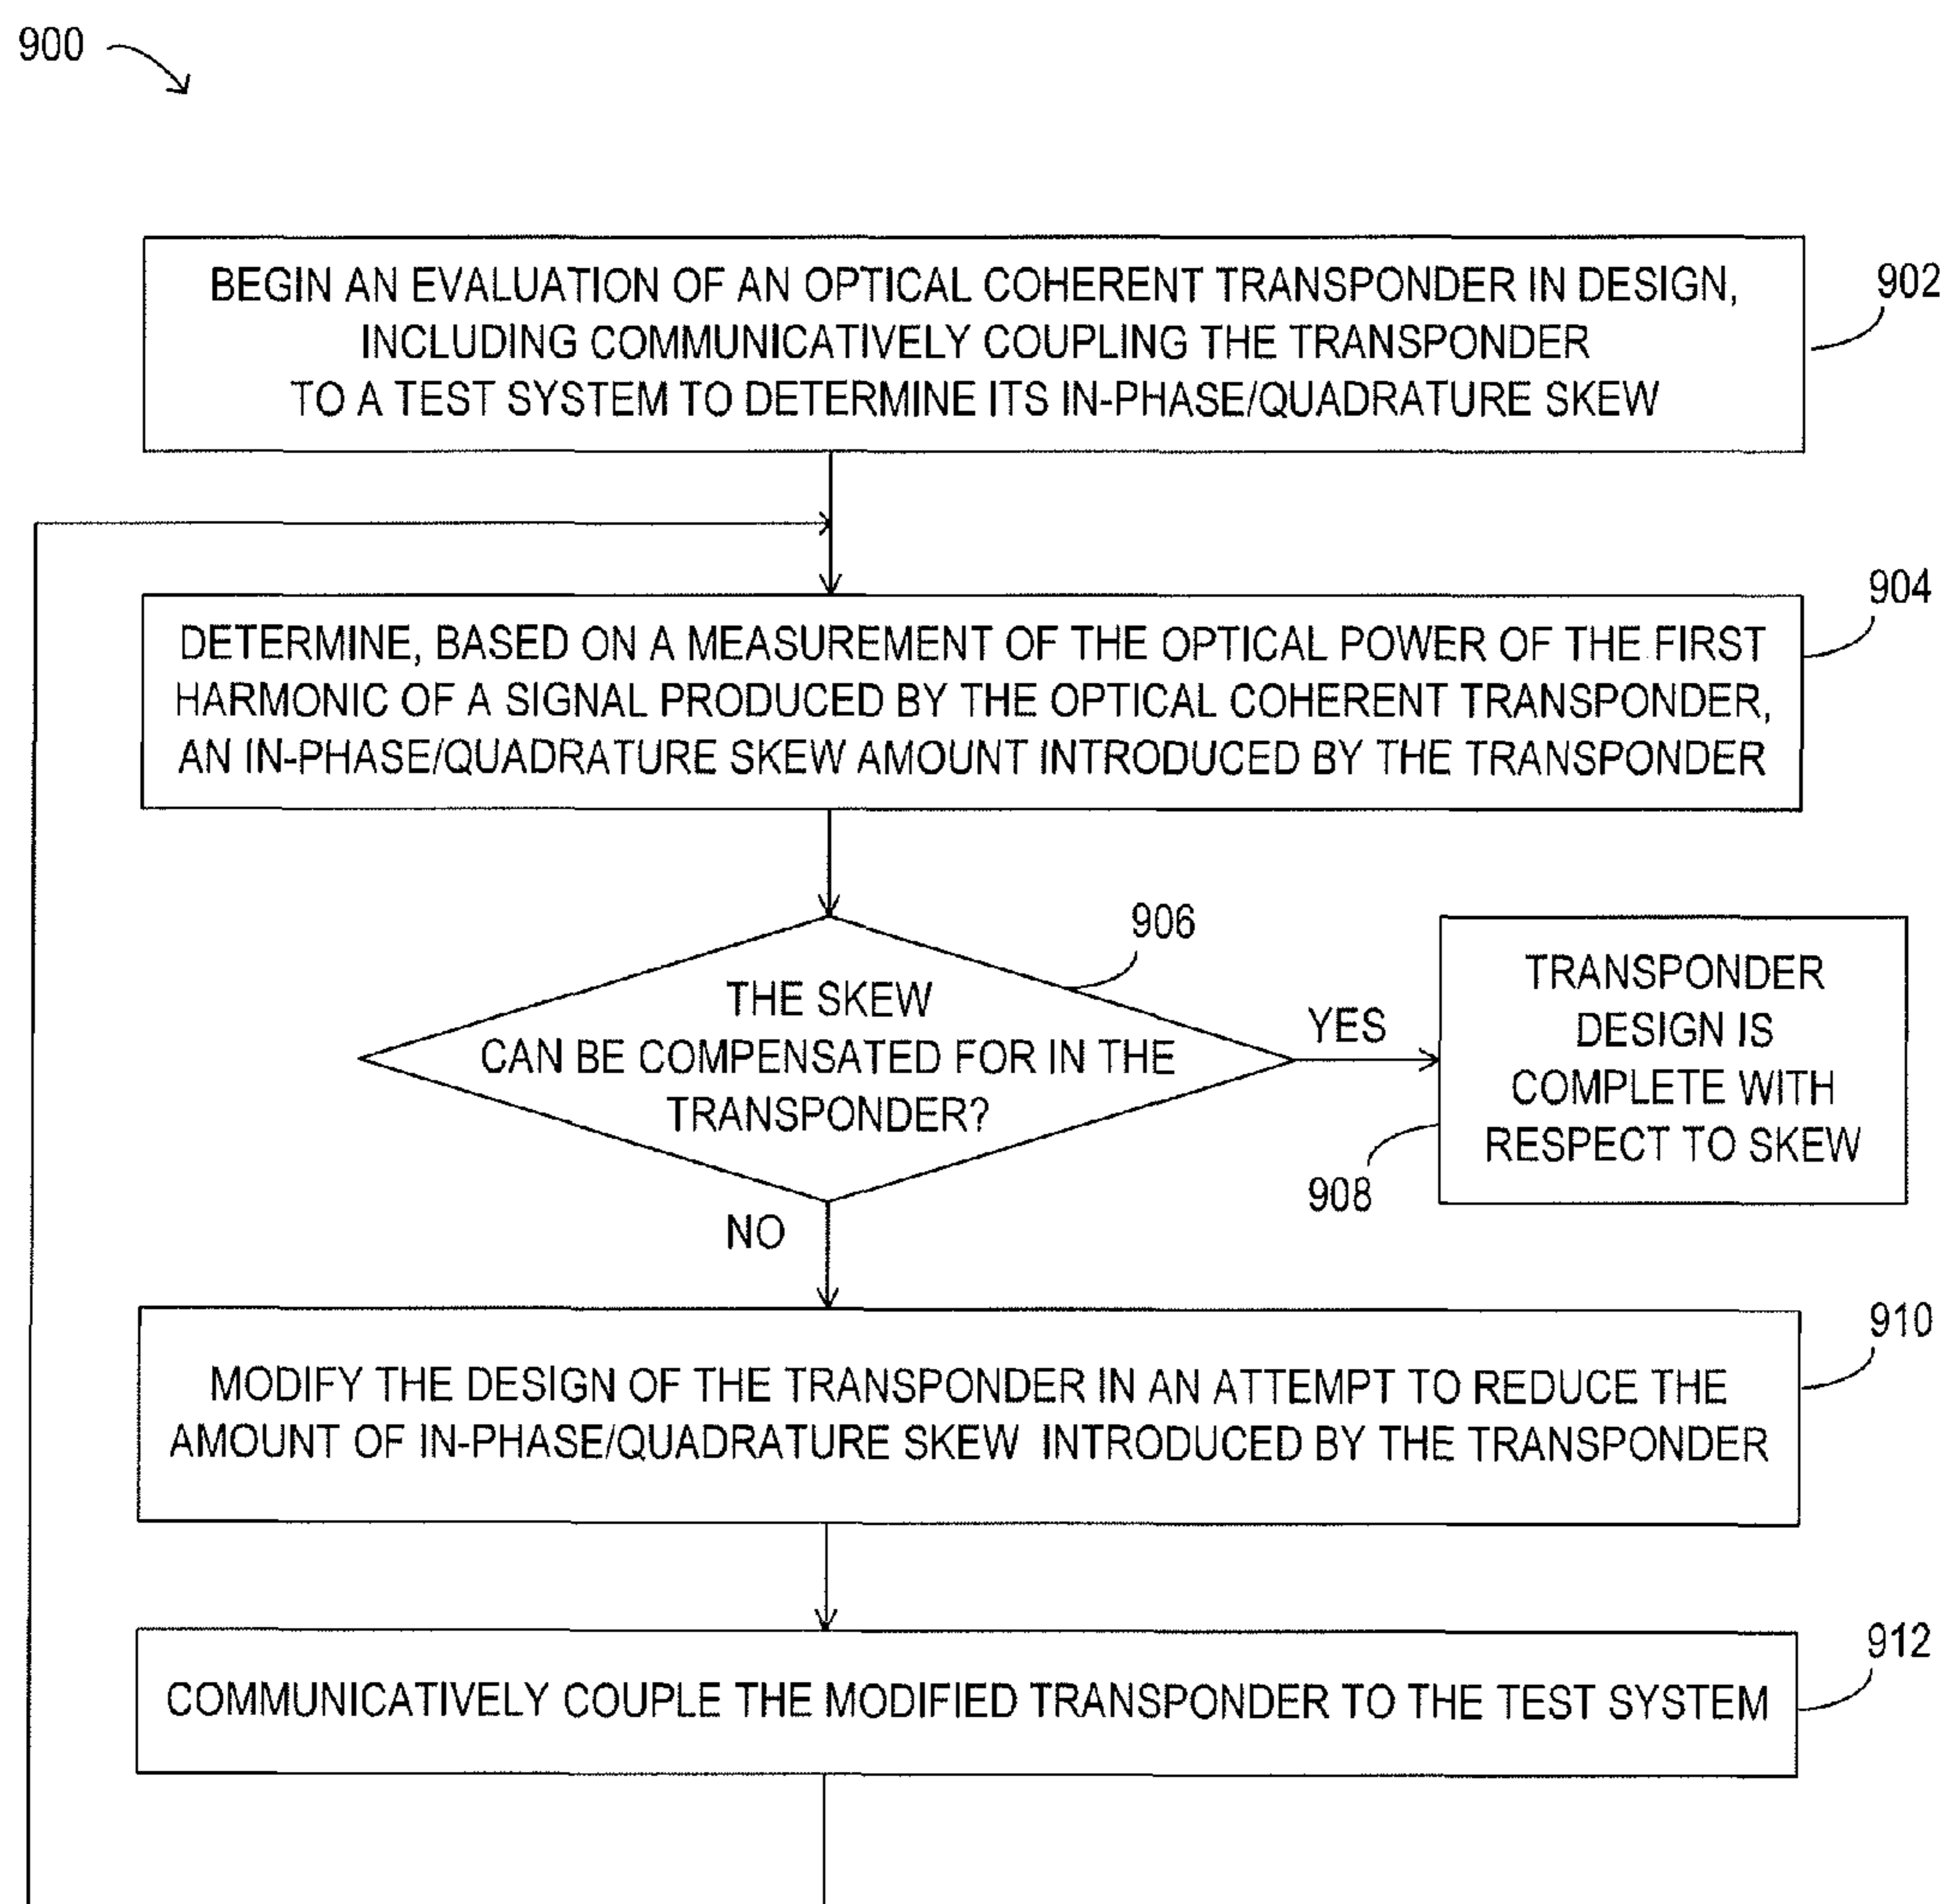 900
BEGIN AN EVALUATION OF AN OPTICAL COHERENT TRANSPONDER IN DESIGN,
INCLUDING COMMUNICATIVELY COUPLING THE TRANSPONDER
TO A TEST SYSTEM TO DETERMINE ITS IN-PHASE/QUADRATURE SKEW
902
DETERMINE, BASED ON A MEASUREMENT OF THE OPTICAL POWER OF THE FIRST
HARMONIC OF A SIGNAL PRODUCED BY THE OPTICAL COHERENT TRANSPONDER,
AN IN-PHASE/QUADRATURE SKEW AMOUNT INTRODUCED BY THE TRANSPONDER
904
THE SKEW
CAN BE COMPENSATED FOR IN THE
TRANSPONDER?
906
YES
TRANSPONDER
DESIGN IS
COMPLETE WITH
RESPECT TO SKEW
908
NO
MODIFY THE DESIGN OF THE TRANSPONDER IN AN ATTEMPT TO REDUCE THE
AMOUNT OF IN-PHASE/QUADRATURE SKEW INTRODUCED BY THE TRANSPONDER
910
COMMUNICATIVELY COUPLE THE MODIFIED TRANSPONDER TO THE TEST SYSTEM
912